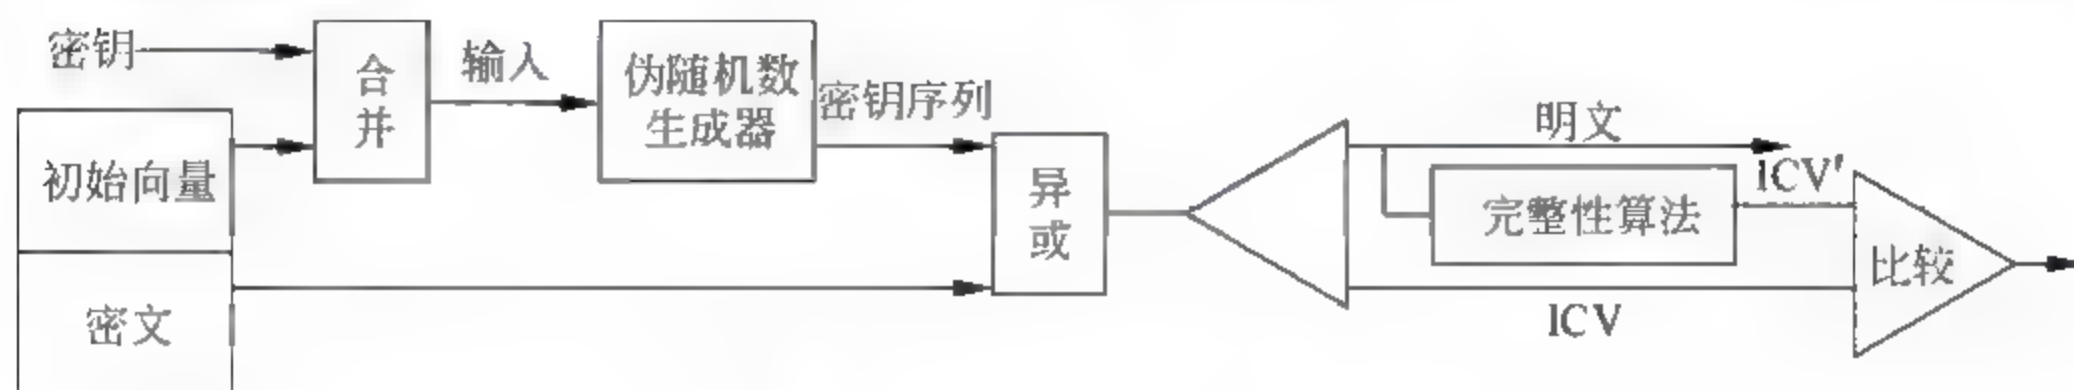 密钥
合
并
输入
伪随机数
生成器
密钥序列
初始向量
密文
异
或
明文
完整性算法
ICV'
ICV
比较